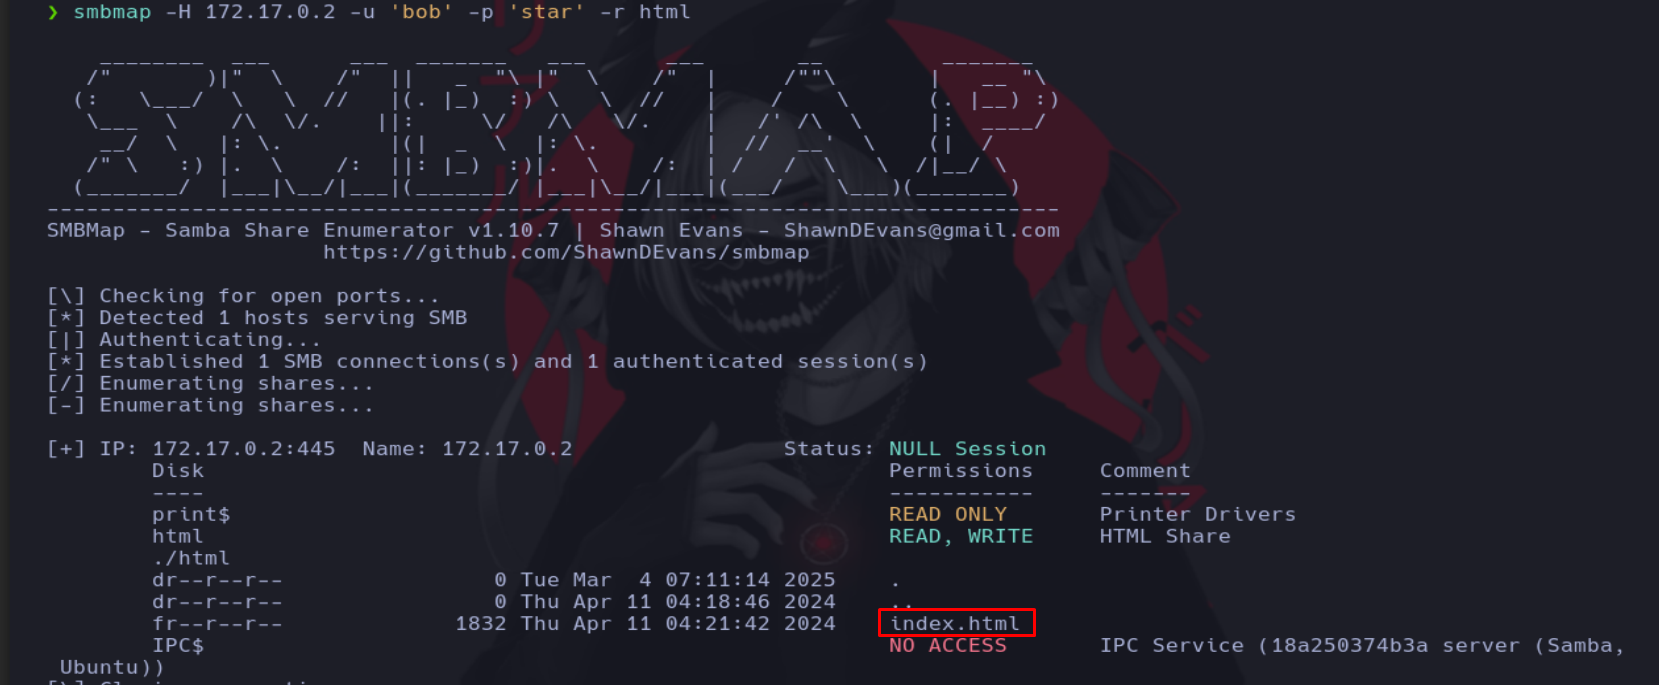 ❯ smbmap -H 172.17.0.2 -u 'bob' -p 'star' -r html
SMBMAP
SMBMap - Samba Share Enumerator v1.10.7 | Shawn Evans - ShawnDEvans@gmail.com
https://github.com/ShawnDEvans/smbmap
[\] Checking for open ports...
[*] Detected 1 hosts serving SMB
[|] Authenticating...
[*] Established 1 SMB connections(s) and 1 authenticated session(s)
[/] Enumerating shares...
[-] Enumerating shares...
[+] IP: 172.17.0.2:445 Name: 172.17.0.2 Status: NULL Session
Disk Permissions Comment
---- ----------- -------
print$ READ ONLY Printer Drivers
html READ, WRITE HTML Share
./html
dr--r--r-- 0 Tue Mar 4 07:11:14 2025 .
dr--r--r-- 0 Thu Apr 11 04:18:46 2024 ..
fr--r--r-- 1832 Thu Apr 11 04:21:42 2024 index.html
IPC$ NO ACCESS IPC Service (18a250374b3a server (Samba,
Ubuntu))